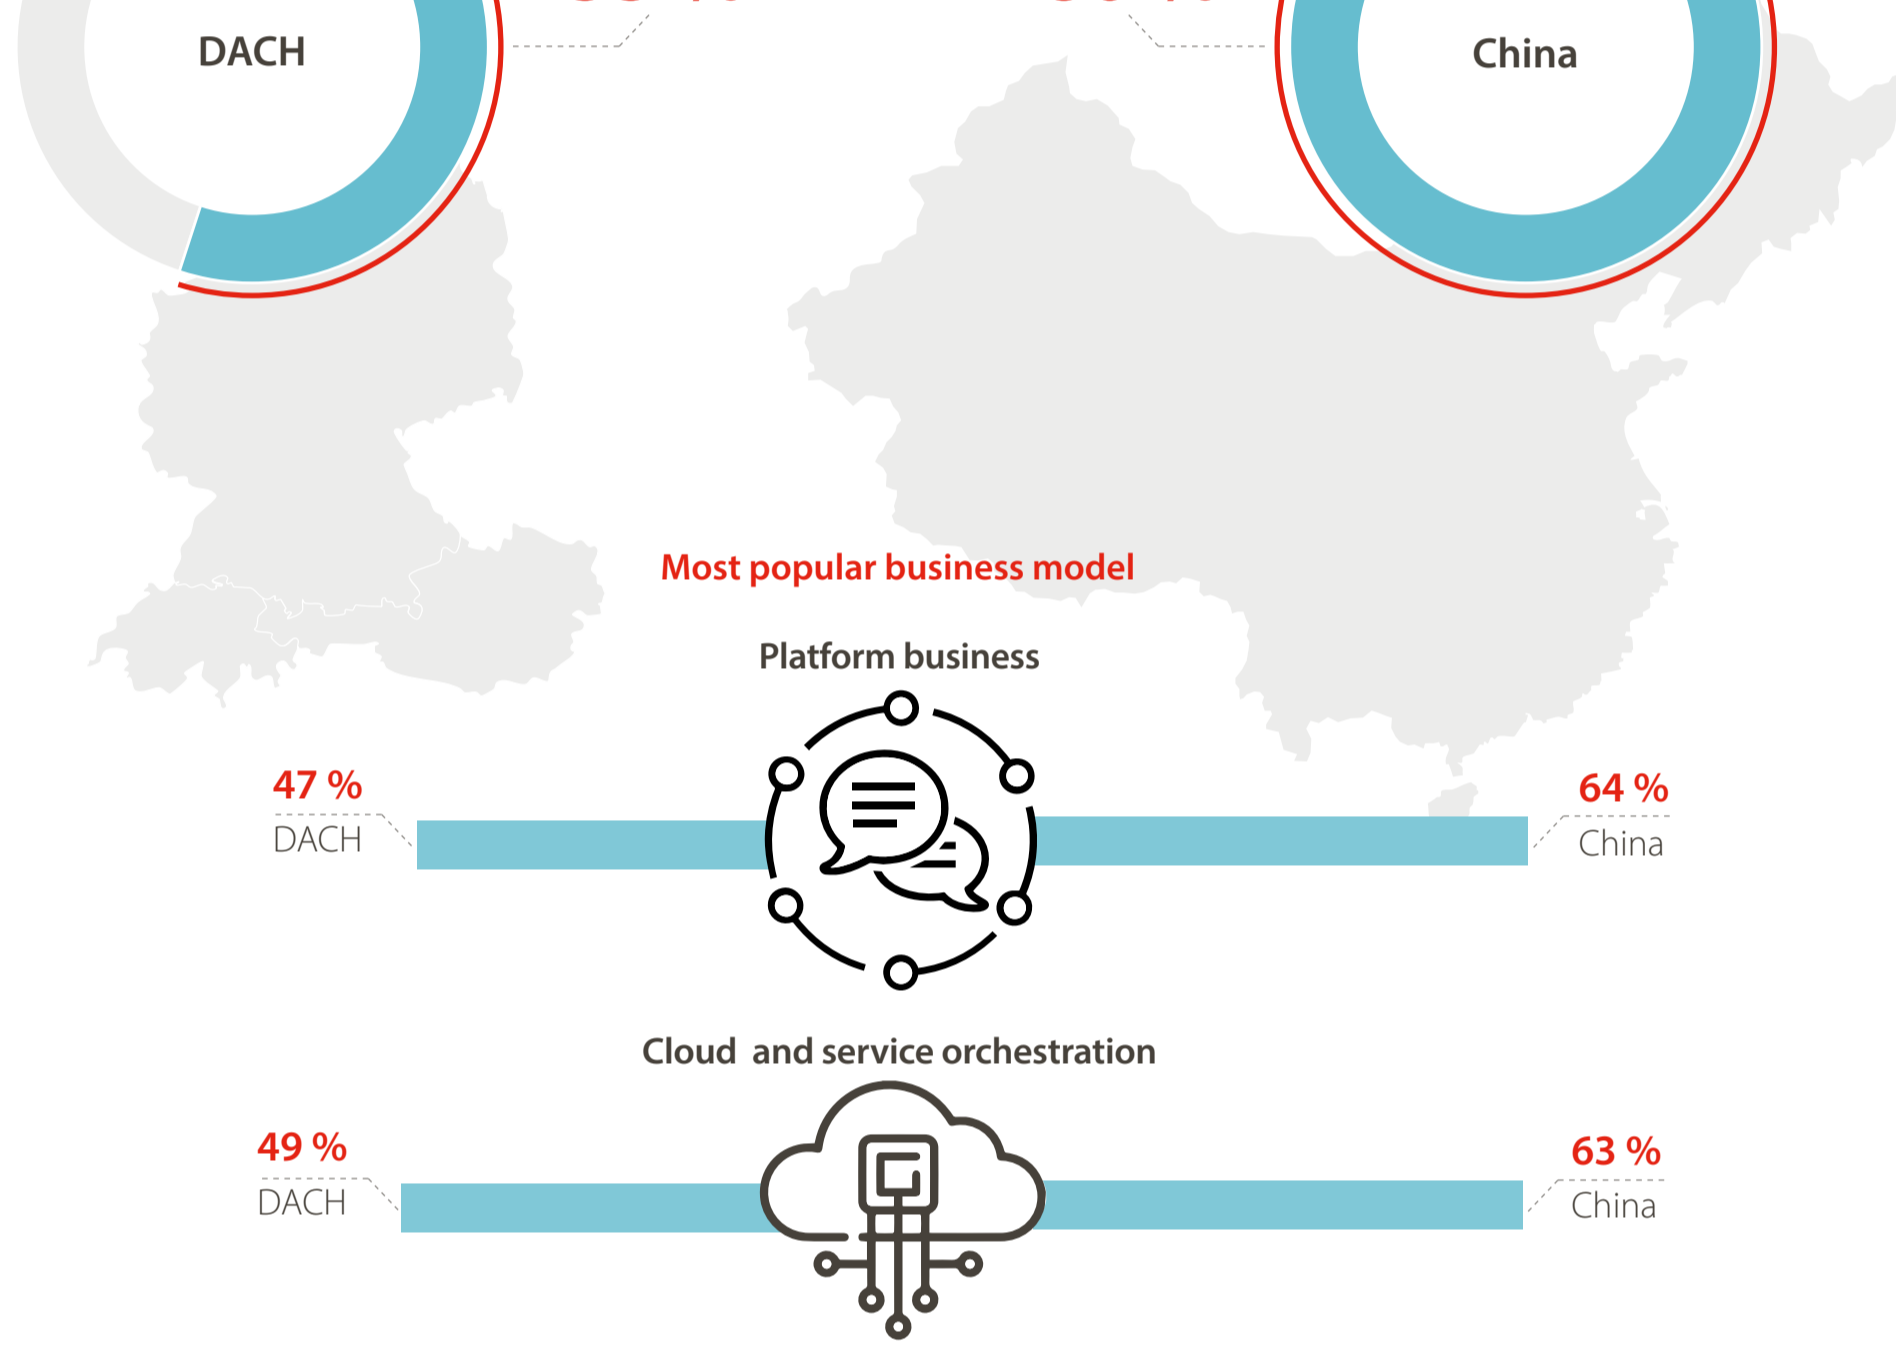 DACH
China
Most popular business model
Platform business
47 %
DACH
64 %
China
Cloud and service orchestration
49 %
DACH
63 %
China